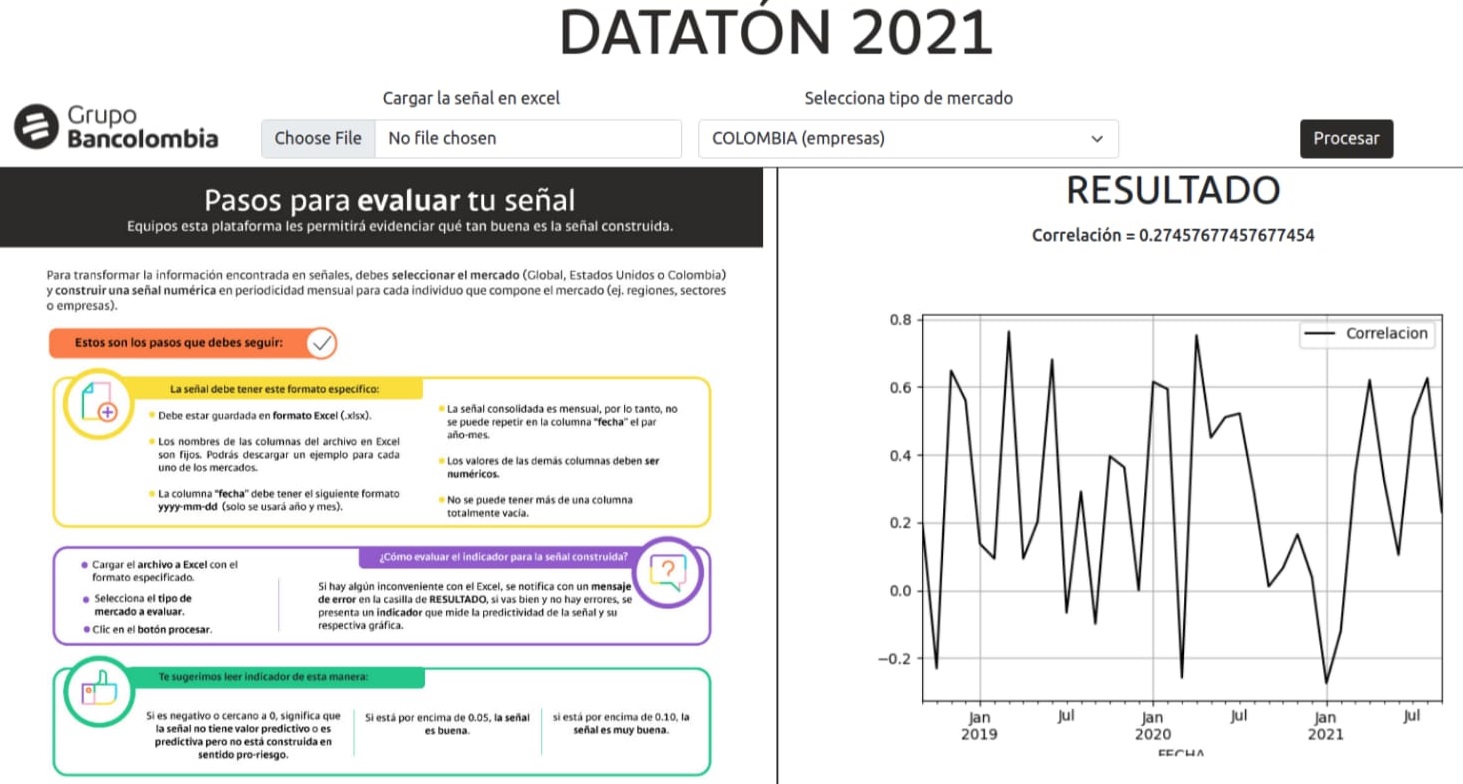 DATATÓN 2021
Grupo
Bancolombia
Cargar la señal en excel
Choose File No file chosen
Selecciona tipo de mercado
COLOMBIA (empresas)
Procesar
Pasos para evaluar tu señal
Equipos esta plataforma les permitirá evidenciar qué tan buena es la señal construida.
Para transformar la información encontrada en señales, debes seleccionar el mercado (Global, Estados Unidos o Colombia)
y construir una señal numérica en periodicidad mensual para cada individuo que compone el mercado (ej. regiones, sectores
o empresas).
Estos son los pasos que debes seguir:
La señal debe tener este formato específico:
Debe estar guardada en formato Excel (.xlsx).
Los nombres de las columnas del archivo en Excel
son fijos. Podrás descargar un ejemplo para cada
uno de los mercados.
La columna "fecha" debe tener el siguiente formato
yyyy-mm-dd (solo se usará año y mes).
La señal consolidada es mensual, por lo tanto, no
se puede repetir en la columna "fecha" el par
año-mes.
Los valores de las demás columnas deben ser
numéricos.
No se puede tener más de una columna
totalmente vacía.
Cargar el archivo a Excel con el
formato especificado.
Selecciona el tipo de
mercado a evaluar.
Clic en el botón procesar.
¿Cómo evaluar el indicador para la señal construida?
?
Si hay algún inconveniente con el Excel, se notifica con un mensaje
de error en la casilla de RESULTADO, si vas bien y no hay errores, se
presenta un indicador que mide la predictividad de la señal y su
respectiva gráfica.
Te sugerimos leer indicador de esta manera:
Si es negativo o cercano a 0, significa que
la señal no tiene valor predictivo o es
predictiva pero no está construida en
sentido pro-riesgo.
Si está por encima de 0.05, la señal
es buena.
si está por encima de 0.10, la
señal es muy buena.
RESULTADO
Correlación = 0.27457677457677454
Correlacion
0.8
0.6
0.4
0.2
0.0
−0.2
Jan
2019
Jul
Jan
2020
Jul
Jan
2021
Jul
FECHA